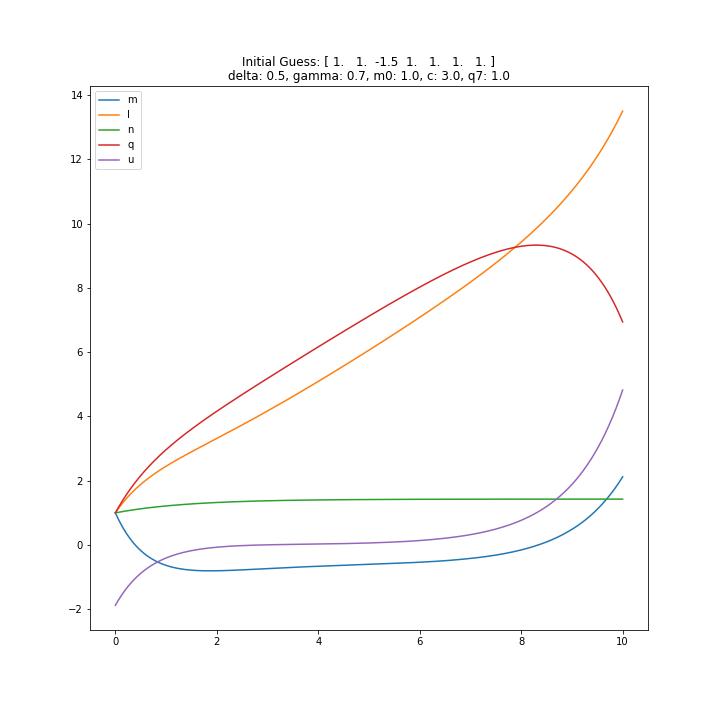 Initial Guess: [ 1. 1. -1.5 1. 1. 1. 1. ]
delta: 0.5, gamma: 0.7, m0: 1.0, c: 3.0, q7: 1.0
m
l
n
q
u
14
12
10
8
6
4
2
0
−2
0 2 4 6 8 10